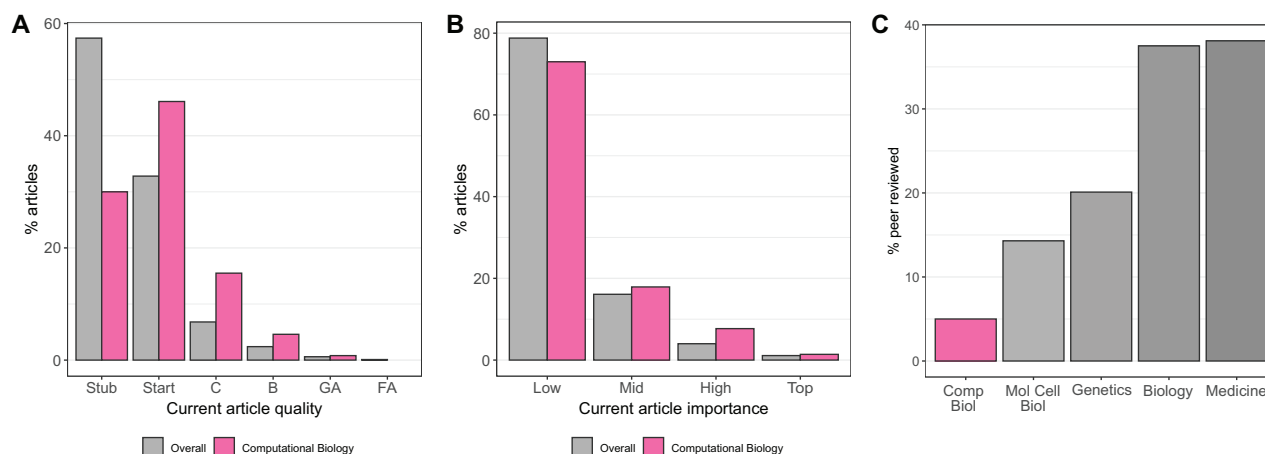 A
60
40
20
0
% articles
Stub Start C B GA FA
Current article quality
Overall Computational Biology
B
80
60
40
20
0
% articles
Low Mid High Top
Current article importance
Overall Computational Biology
C
40
30
20
10
0
% peer reviewed
Comp Biol
Mol Cell Biol
Genetics
Biology
Medicine